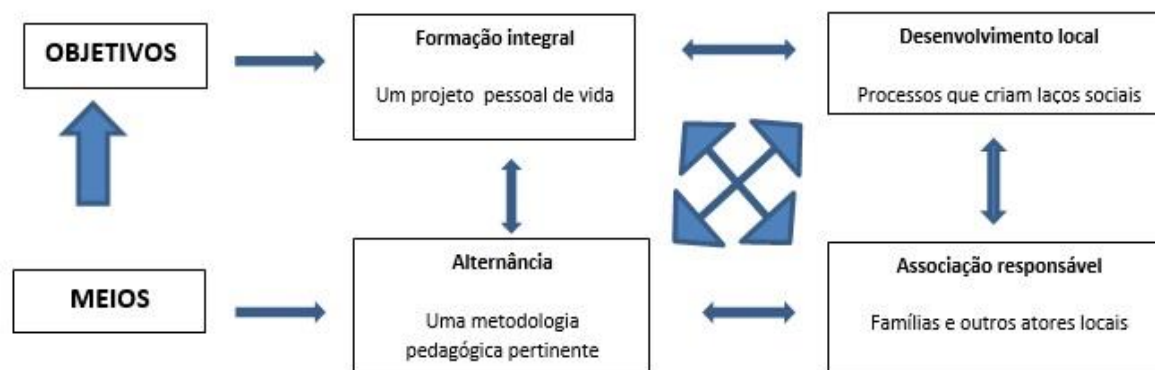 OBJETIVOS
Formação integral
Um projeto pessoal de vida
Desenvolvimento local
Processos que criam laços sociais
MEIOS
Alternância
Uma metodologia
pedagógica pertinente
Associação responsável
Famílias e outros atores locais